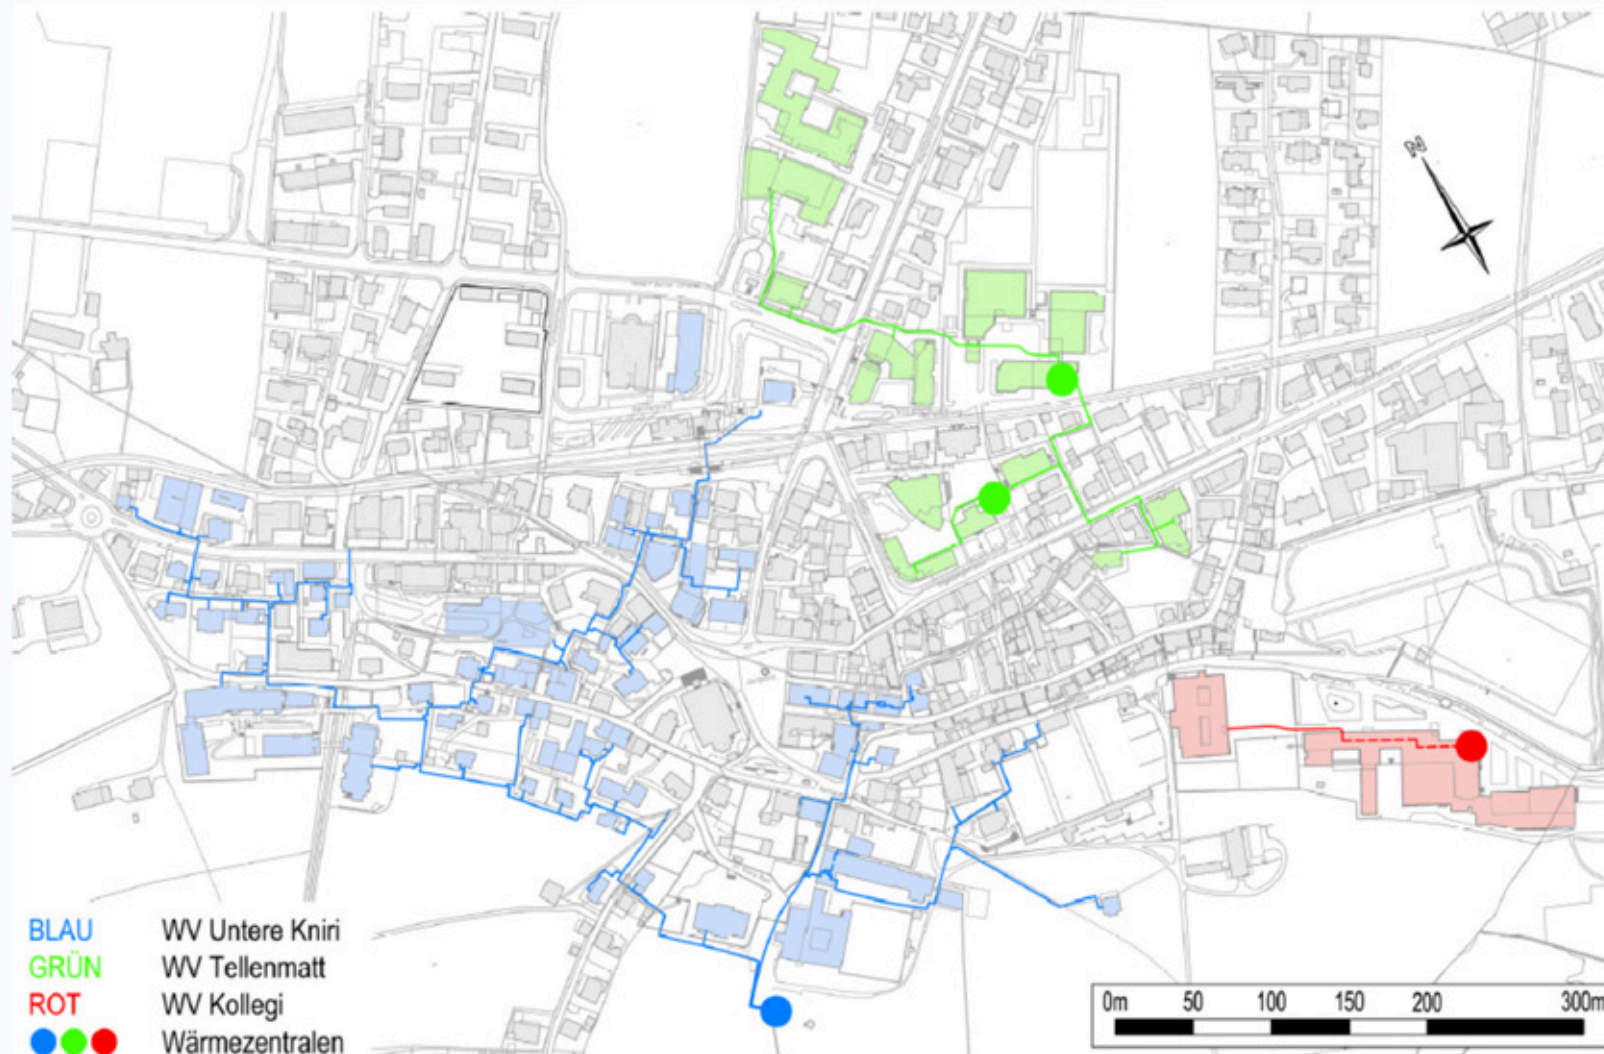 N
BLAU WV Untere Kniri
GRÜN WV Tellenmatt
ROT WV Kollegi
Wärmezentralen
0m 50 100 150 200 300m